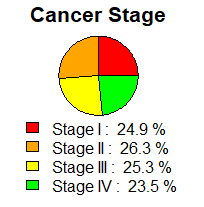 Cancer Stage
Stage I : 24.9 %
Stage II : 26.3 %
Stage III : 25.3 %
Stage IV : 23.5 %